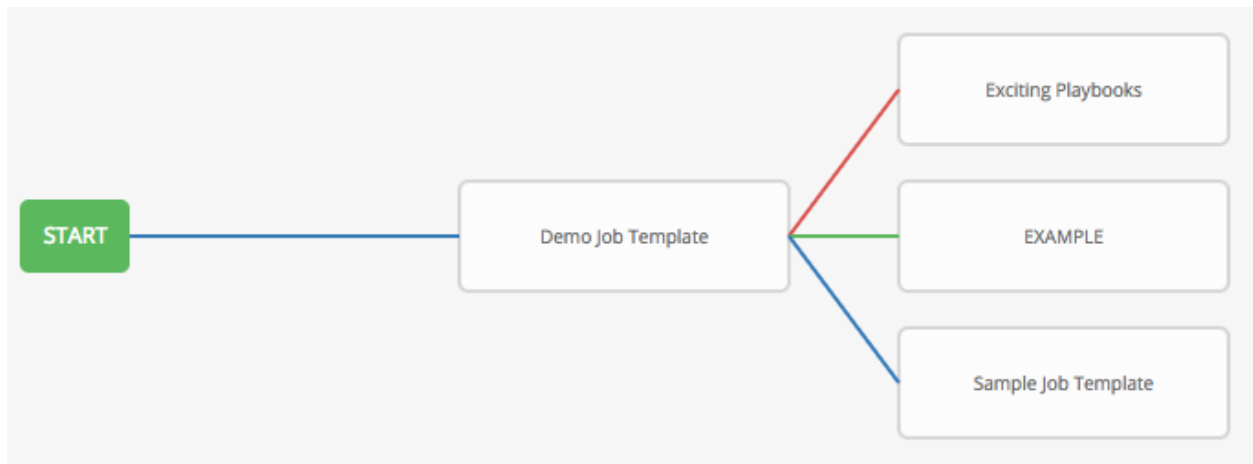 START
Demo Job Template
Exciting Playbooks
EXAMPLE
Sample Job Template